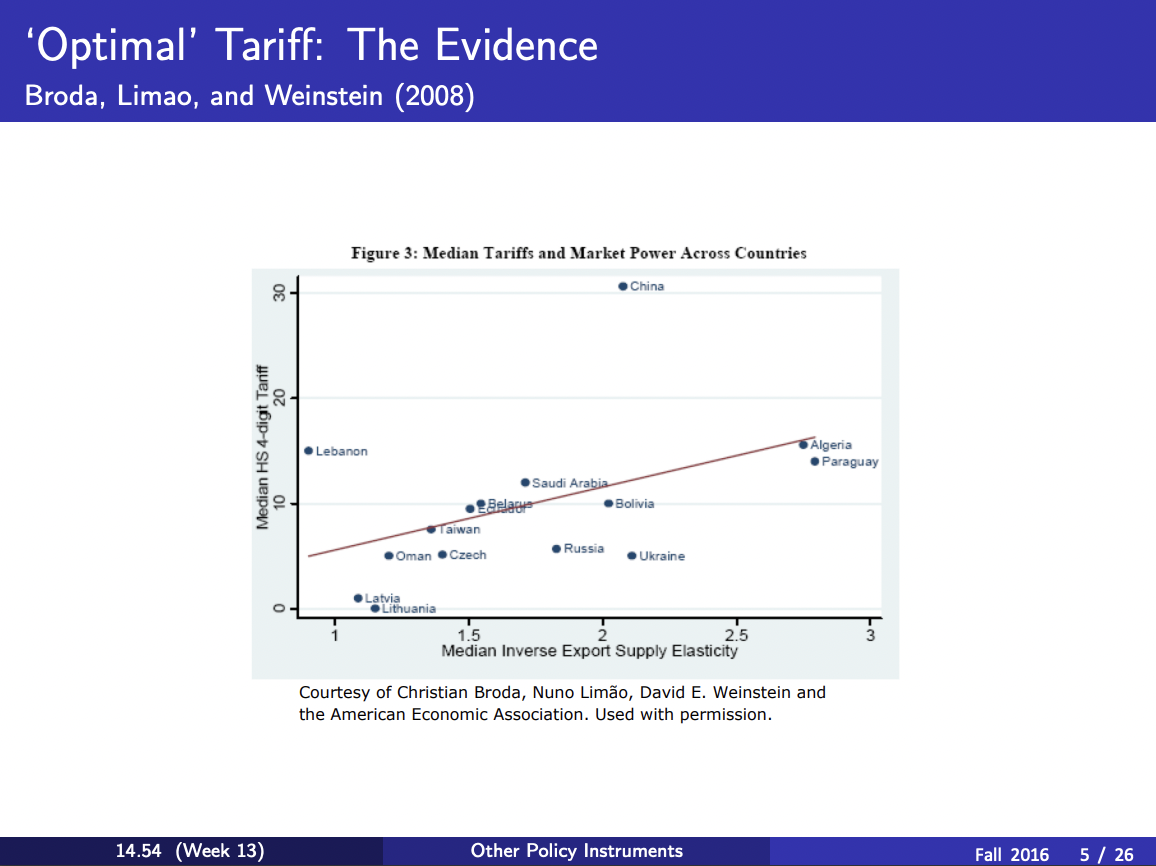 ‘Optimal’ Tariff: The Evidence
Broda, Limao, and Weinstein (2008)
Figure 3: Median Tariffs and Market Power Across Countries
Median HS 4-digit Tariff
30
20
10
0
China
Lebanon
Algeria
Paraguay
Saudi Arabia
Belarus
Ecuador
Bolivia
Taiwan
Oman
Czech
Russia
Ukraine
Latvia
Lithuania
1 1.5 2 2.5 3
Median Inverse Export Supply Elasticity
Courtesy of Christian Broda, Nuno Limão, David E. Weinstein and
the American Economic Association. Used with permission.
14.54 (Week 13) Other Policy Instruments Fall 2016 5 / 26